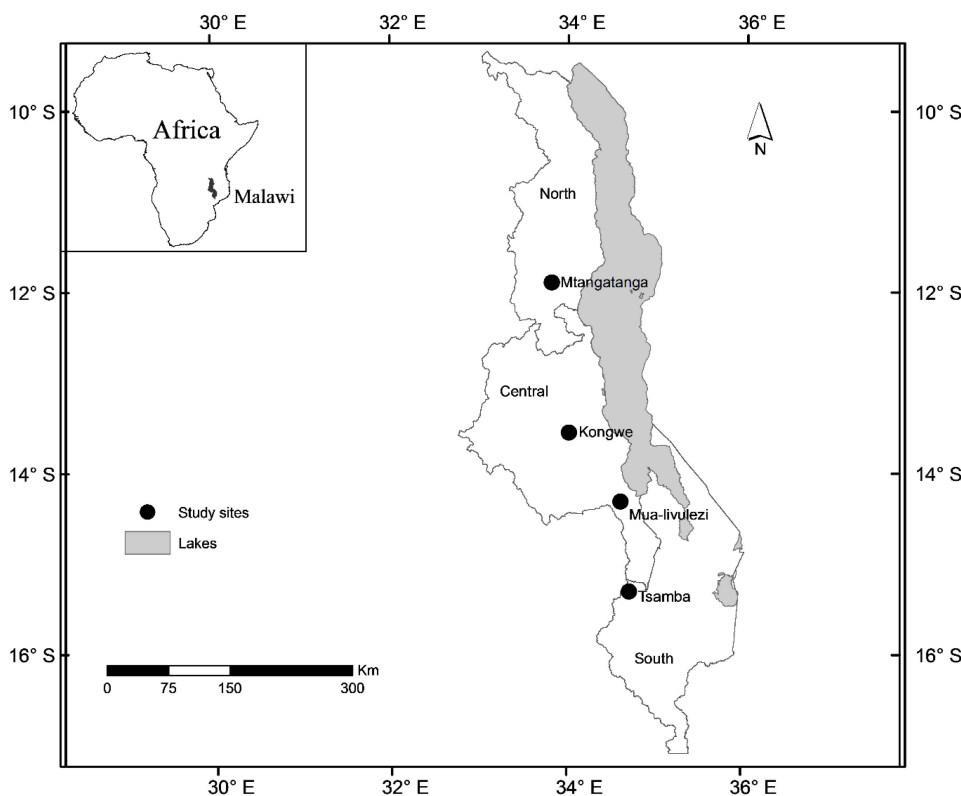 30° E 32° E 34° E 36° E
10° S 10° S
Africa
Malawi
N
North
Mtangatanga
12° S 12° S
Central
Kongwe
14° S 14° S
Study sites
Mua-livulezi
Lakes
Tsamba
16° S 16° S
South
Km
0 75 150 300
30° E 32° E 34° E 36° E